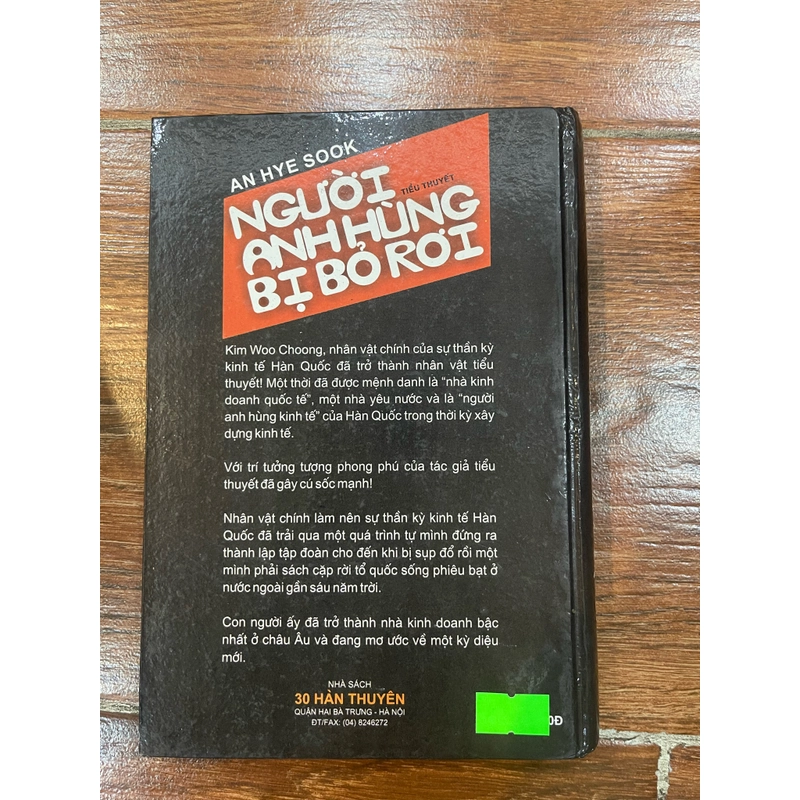 AN HYE SOOK
TIỂU THUYẾT
NGƯỜI
ANH HÙNG
BỊ BỎ RƠI
Kim Woo Choong, nhân vật chính của sự thần kỳ
kinh tế Hàn Quốc đã trở thành nhân vật tiểu
thuyết! Một thời đã được mệnh danh là "nhà kinh
doanh quốc tế", một nhà yêu nước và là "người
anh hùng kinh tế" của Hàn Quốc trong thời kỳ xây
dựng kinh tế.
Với trí tưởng tượng phong phú của tác giả tiểu
thuyết đã gây cú sốc mạnh!
Nhân vật chính làm nên sự thần kỳ kinh tế Hàn
Quốc đã trải qua một quá trình tự mình đứng ra
thành lập tập đoàn cho đến khi bị sụp đổ rồi một
mình phải sách cặp rời tổ quốc sống phiêu bạt ở
nước ngoài gần sáu năm trời.
Con người ấy đã trở thành nhà kinh doanh bậc
nhất ở châu Âu và đang mơ ước về một kỳ diệu
mới.
NHÀ SÁCH
30 HÀN THUYÊN
QUẬN HAI BÀ TRƯNG - HÀ NỘI
ĐT/FAX: (04) 8246272
0Đ